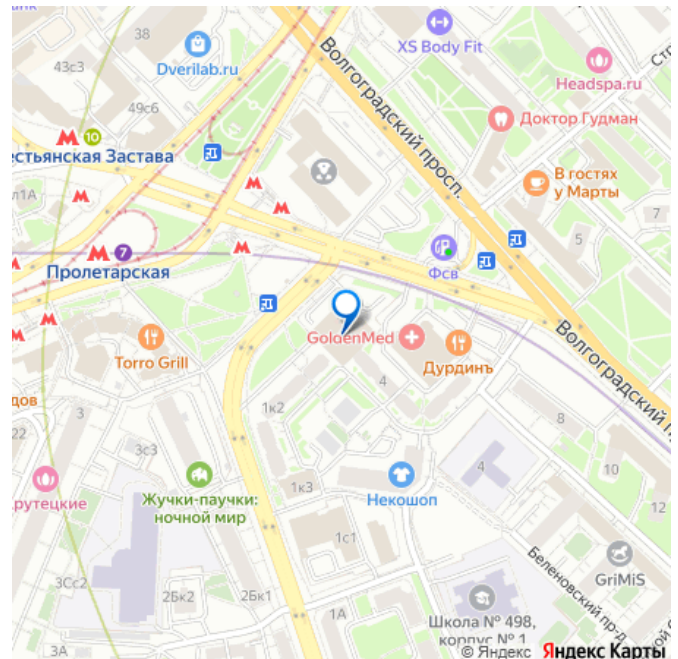 38
43с3
Dverilab.ru
XS Body Fit
Headspa.ru
Волгоградский просп.
49с6
Доктор Гудман
10
естьянская Застава
В гостях
у Марты
л1А
7
5
7
Пролетарская
Фсв
GoldenMed
Дурдинъ
Волгоградский п
Torro Grill
4
дов
3
1к2
8
22
3с3
4
10
рутецкие
Жучки-паучки:
ночной мир
1к3
Некошоп
12
1с1
Беленовский пр-д
GriMiS
3Сс2
2Бк2
2Бк1
1А
Школа № 498,
корпус № 1
© Яндекс Яндекс Карты